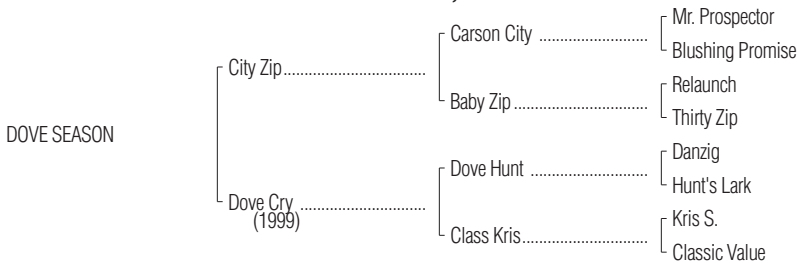 Mr. Prospector
Carson City
Blushing Promise
City Zip
Relaunch
Baby Zip
Thirty Zip
DOVE SEASON
Danzig
Dove Hunt
Hunt's Lark
Dove Cry
(1999)
Kris S.
Class Kris
Classic Value